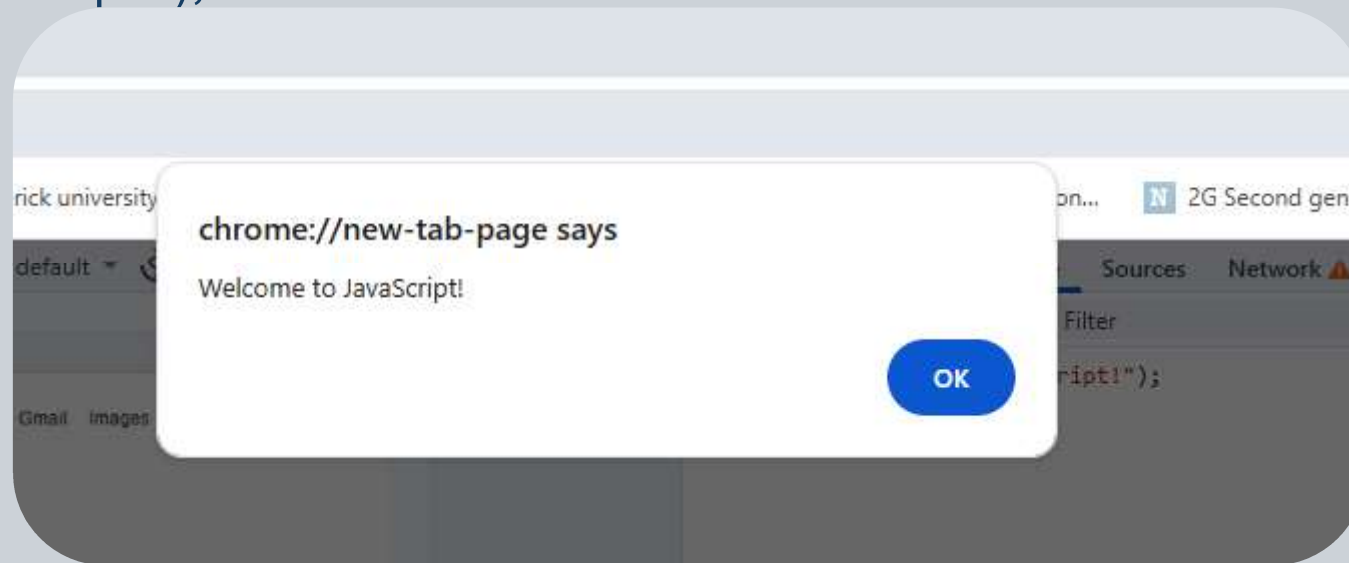 rick university
on...
N 2G Second gen
chrome://new-tab-page says
Welcome to JavaScript!
OK
default
Sources Network
Filter
ript!");
Gmail Images